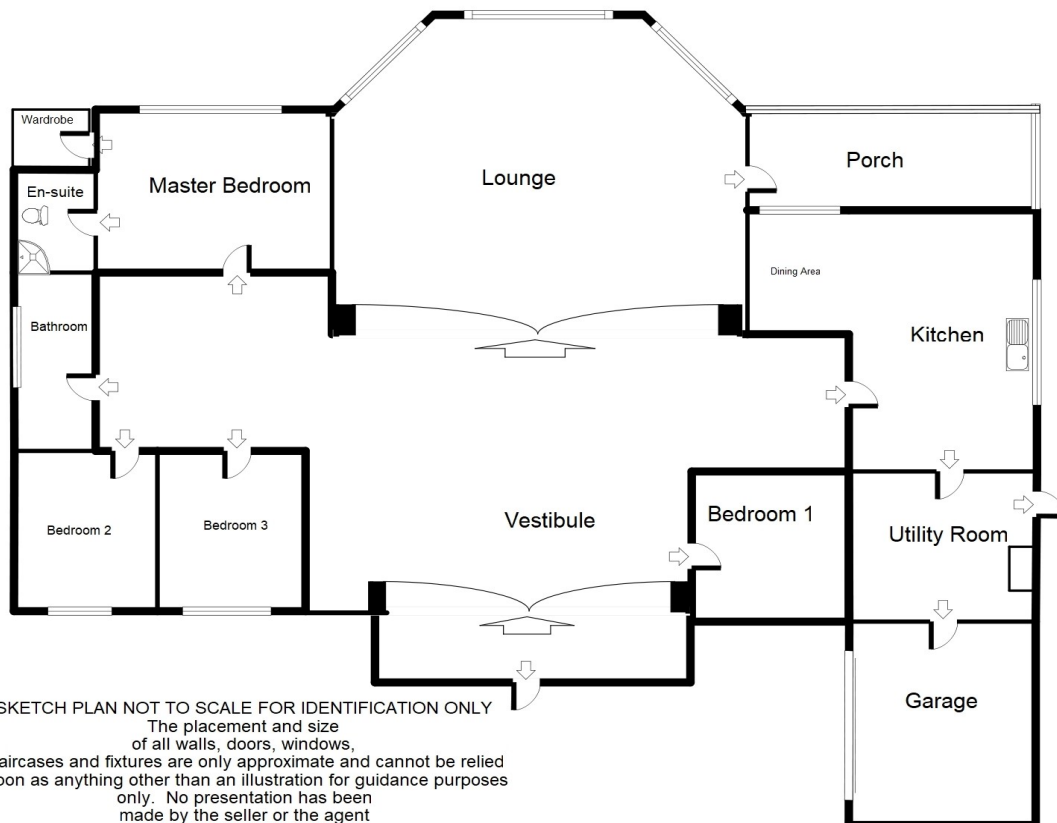 Wardrobe
En-suite
Master Bedroom
Lounge
Porch
Dining Area
Bathroom
Kitchen
Bedroom 2
Bedroom 3
Vestibule
Bedroom 1
Utility Room
Garage
SKETCH PLAN NOT TO SCALE FOR IDENTIFICATION ONLY
The placement and size
of all walls, doors, windows,
aircases and fixtures are only approximate and cannot be relied
oon as anything other than an illustration for guidance purposes
only. No presentation has been
made by the seller or the agent